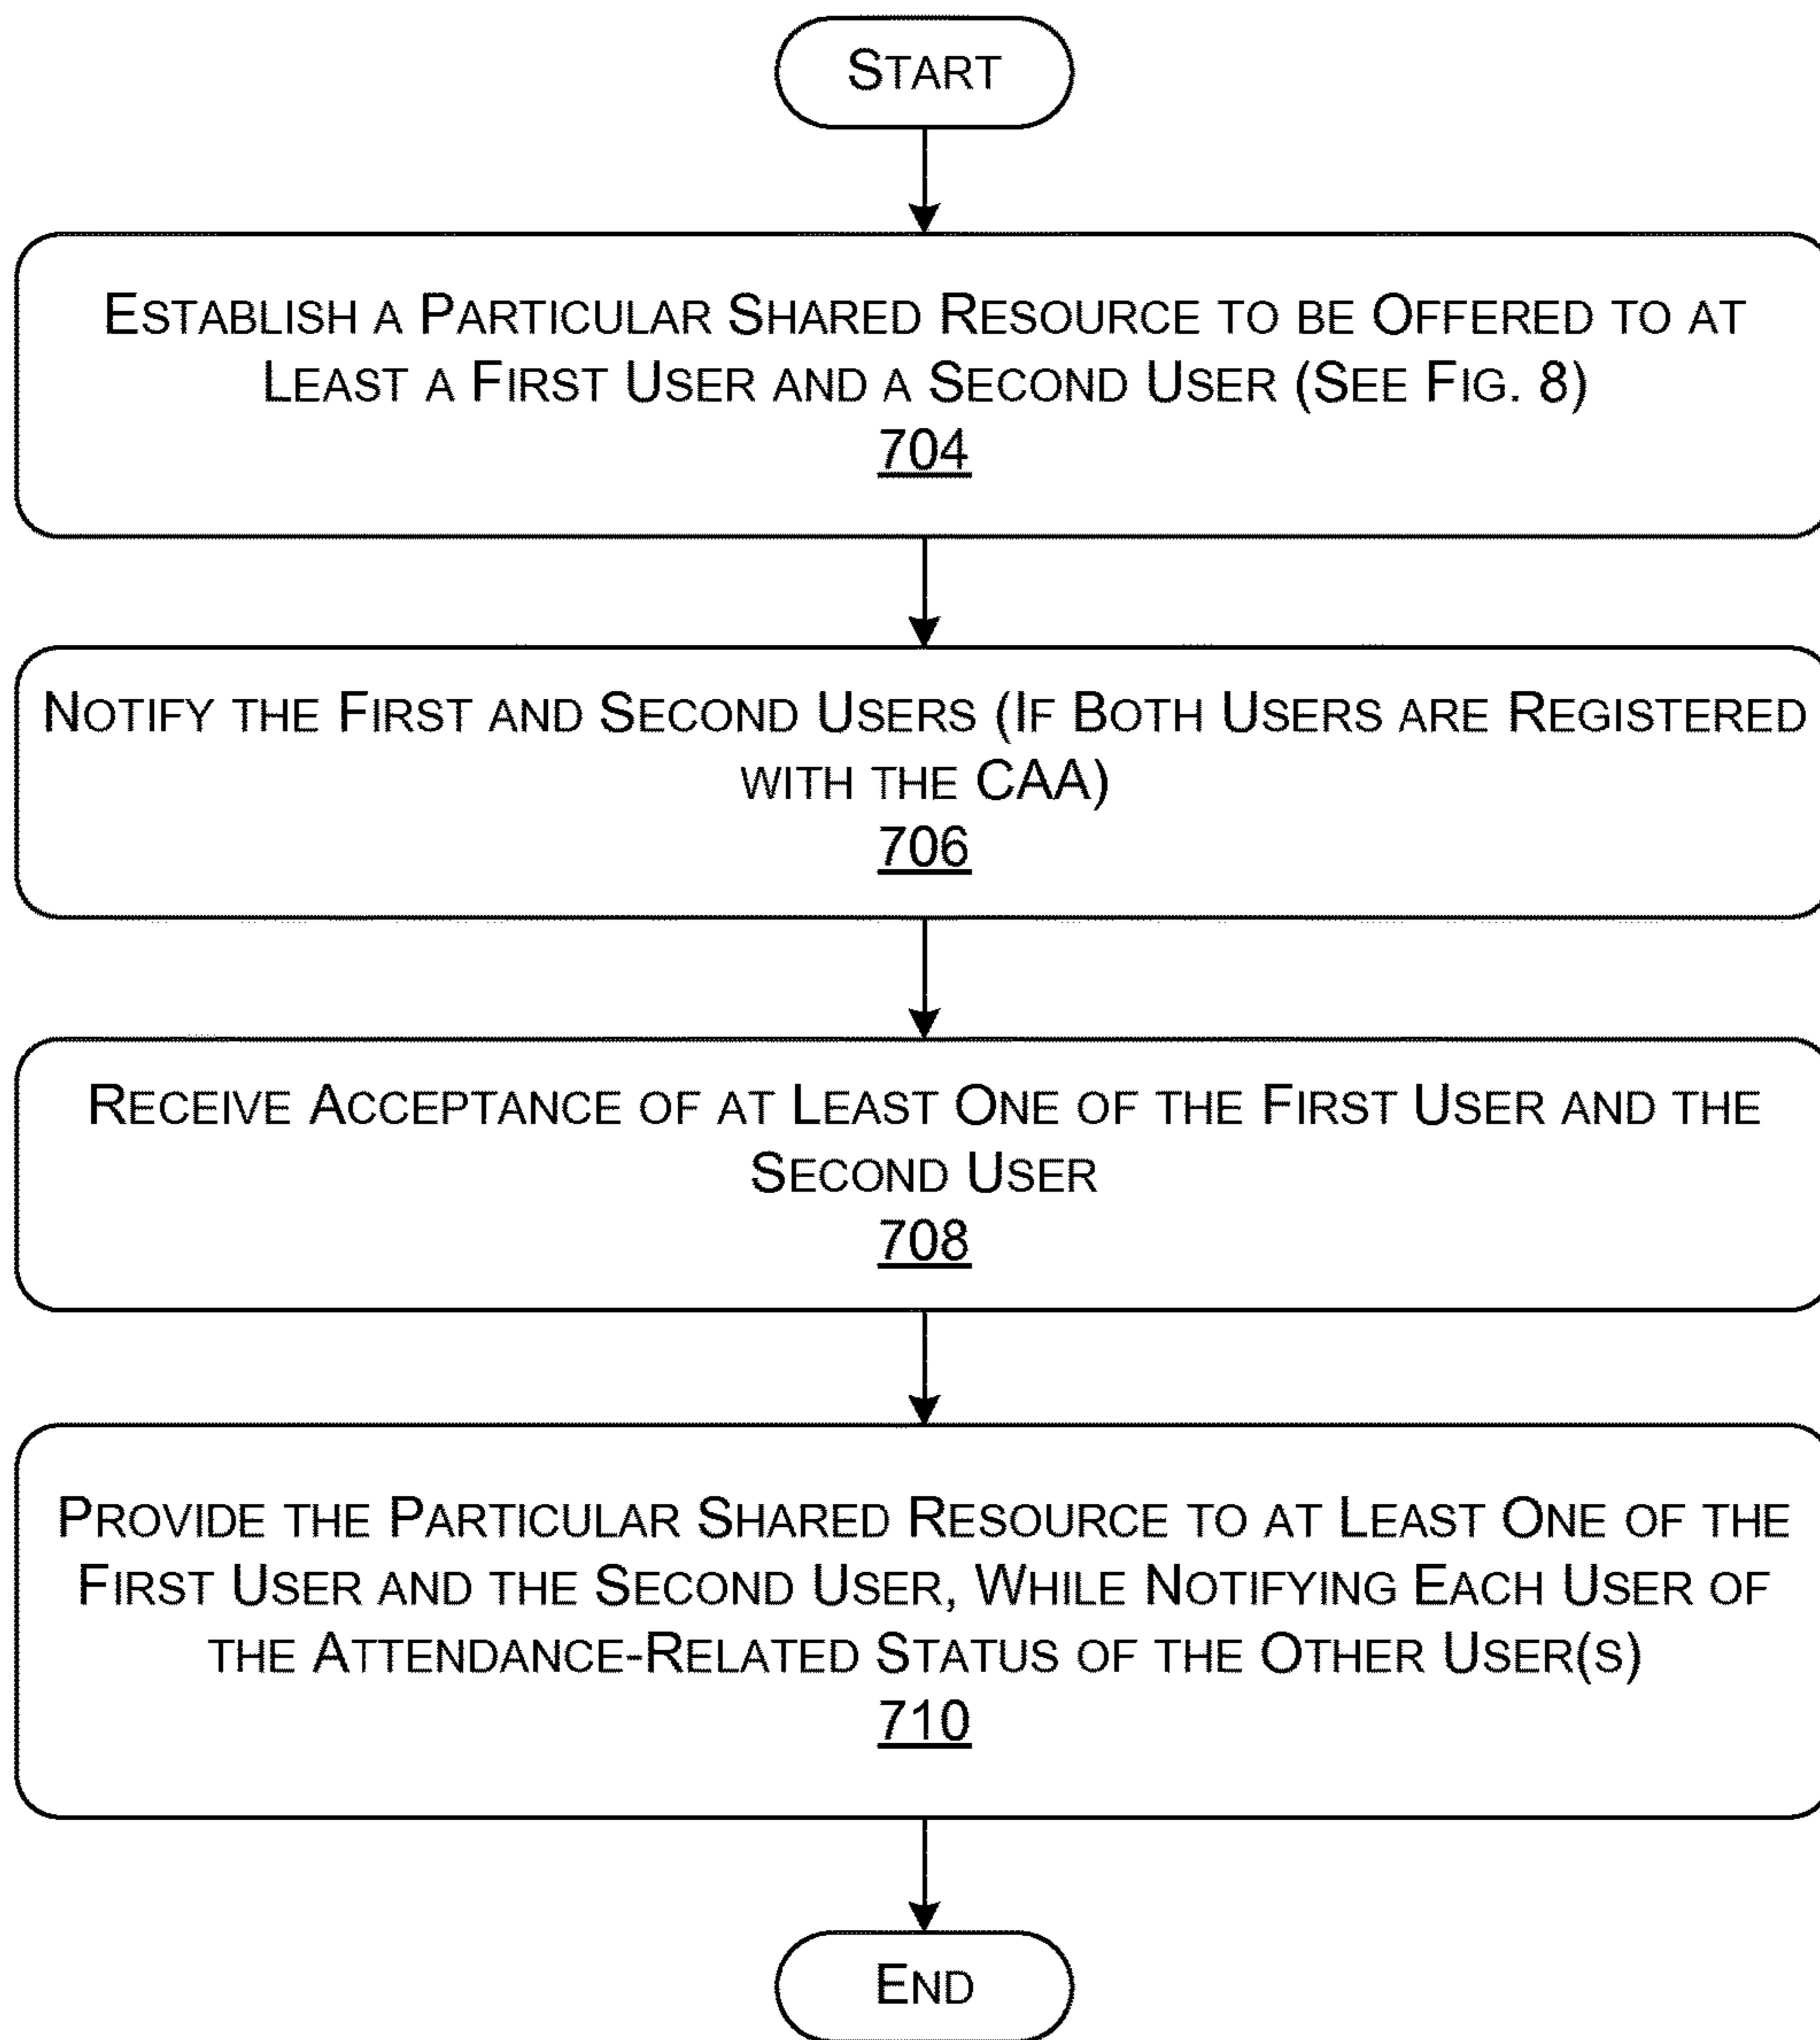 START
ESTABLISH A PARTICULAR SHARED RESOURCE TO BE OFFERED TO AT
LEAST A FIRST USER AND A SECOND USER (SEE FIG. 8)
704
NOTIFY THE FIRST AND SECOND USERS (IF BOTH USERS ARE REGISTERED
WITH THE CAA)
706
RECEIVE ACCEPTANCE OF AT LEAST ONE OF THE FIRST USER AND THE
SECOND USER
708
PROVIDE THE PARTICULAR SHARED RESOURCE TO AT LEAST ONE OF THE
FIRST USER AND THE SECOND USER, WHILE NOTIFYING EACH USER OF
THE ATTENDANCE-RELATED STATUS OF THE OTHER USER(S)
710
END